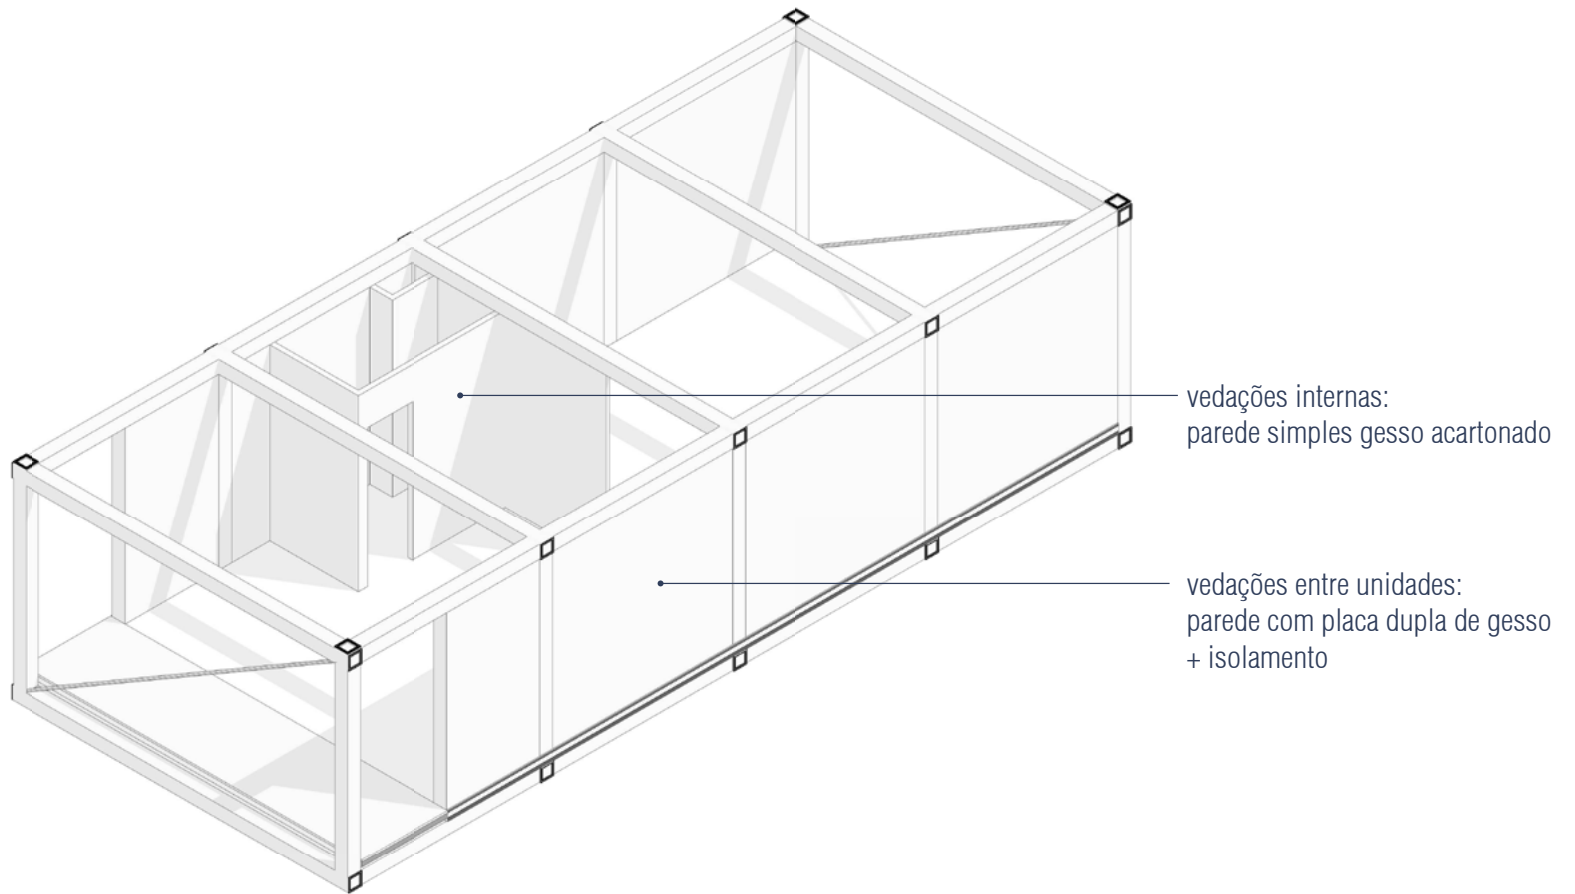 vedações internas:
parede simples gesso acartonado
vedações entre unidades:
parede com placa dupla de gesso
+ isolamento